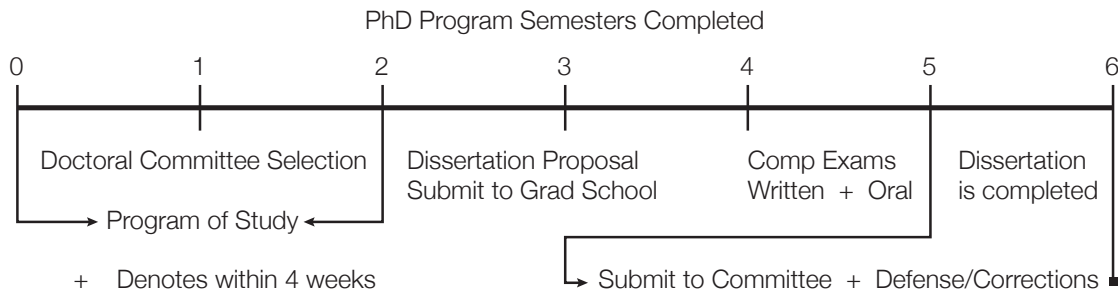 PhD Program Semesters Completed
0 1 2 3 4 5 6
Doctoral Committee Selection
Dissertation Proposal
Submit to Grad School
Comp Exams
Written + Oral
Dissertation
is completed
Program of Study
+ Denotes within 4 weeks
Submit to Committee + Defense/Corrections